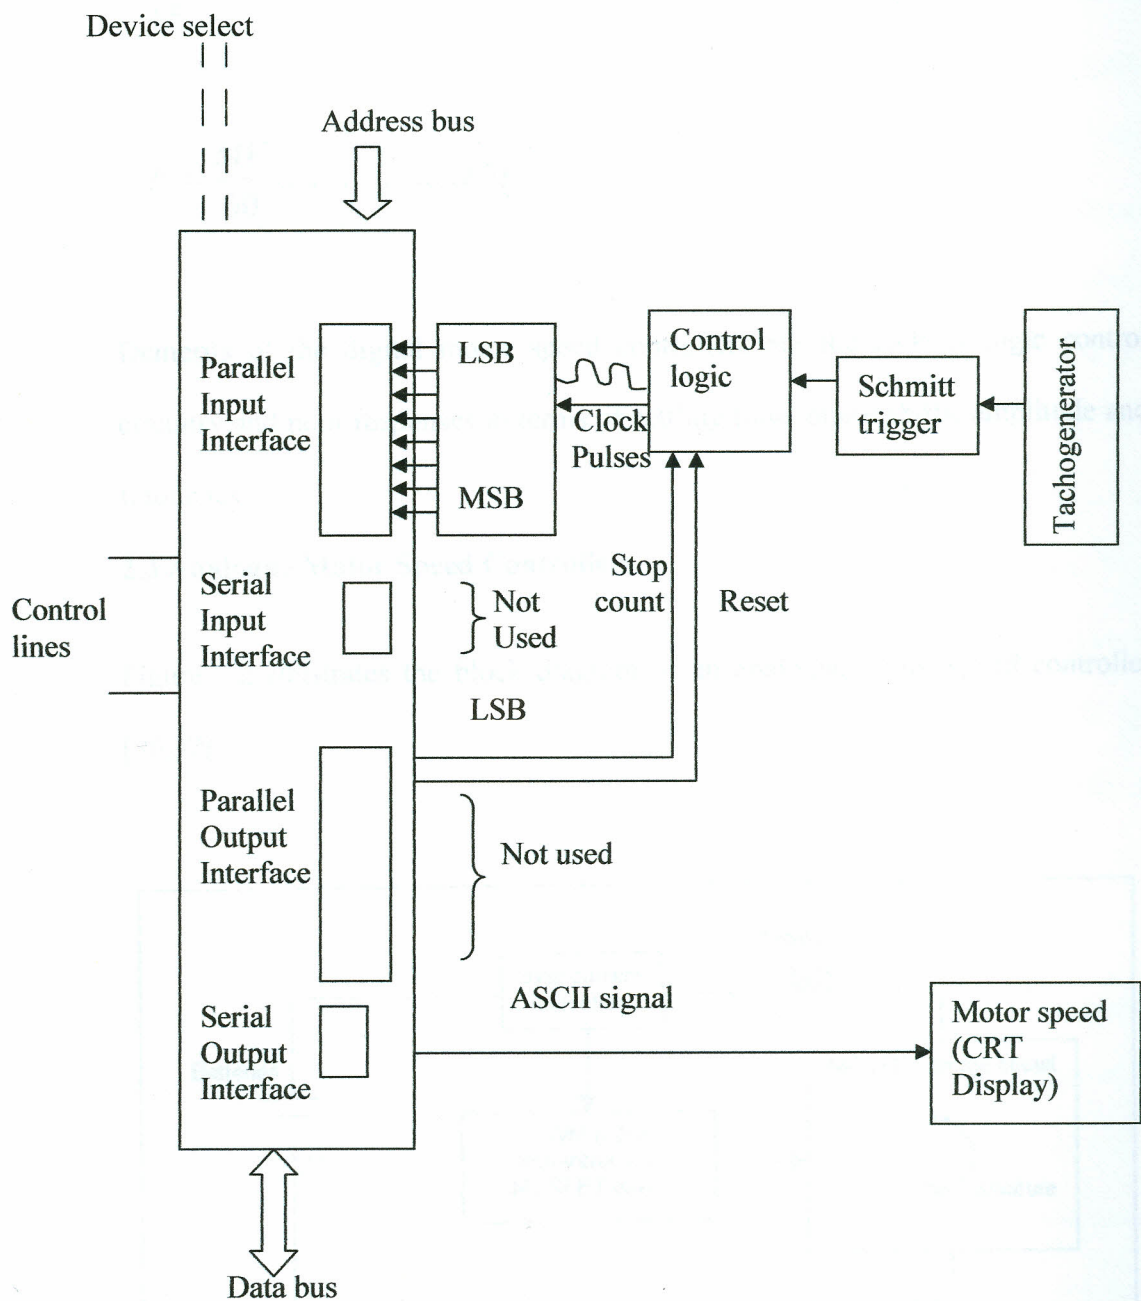 Device select
Address bus
Parallel
Input
Interface
LSB
MSB
Clock
Pulses
Control
logic
Schmitt
trigger
Tachogenerator
Control
lines
Serial
Input
Interface
Not
Used
Stop
count
Reset
LSB
Parallel
Output
Interface
Not used
Serial
Output
Interface
ASCII signal
Motor speed
(CRT
Display)
Data bus